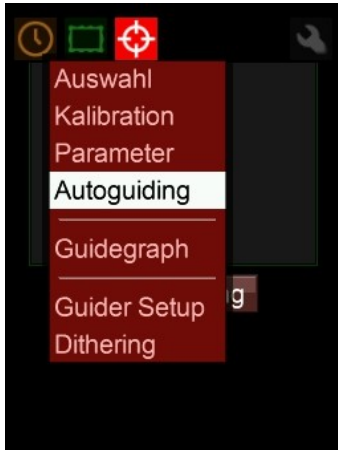 Auswahl
Kalibration
Parameter
Autoguiding
Guidegraph
g
Guider Setup
Dithering